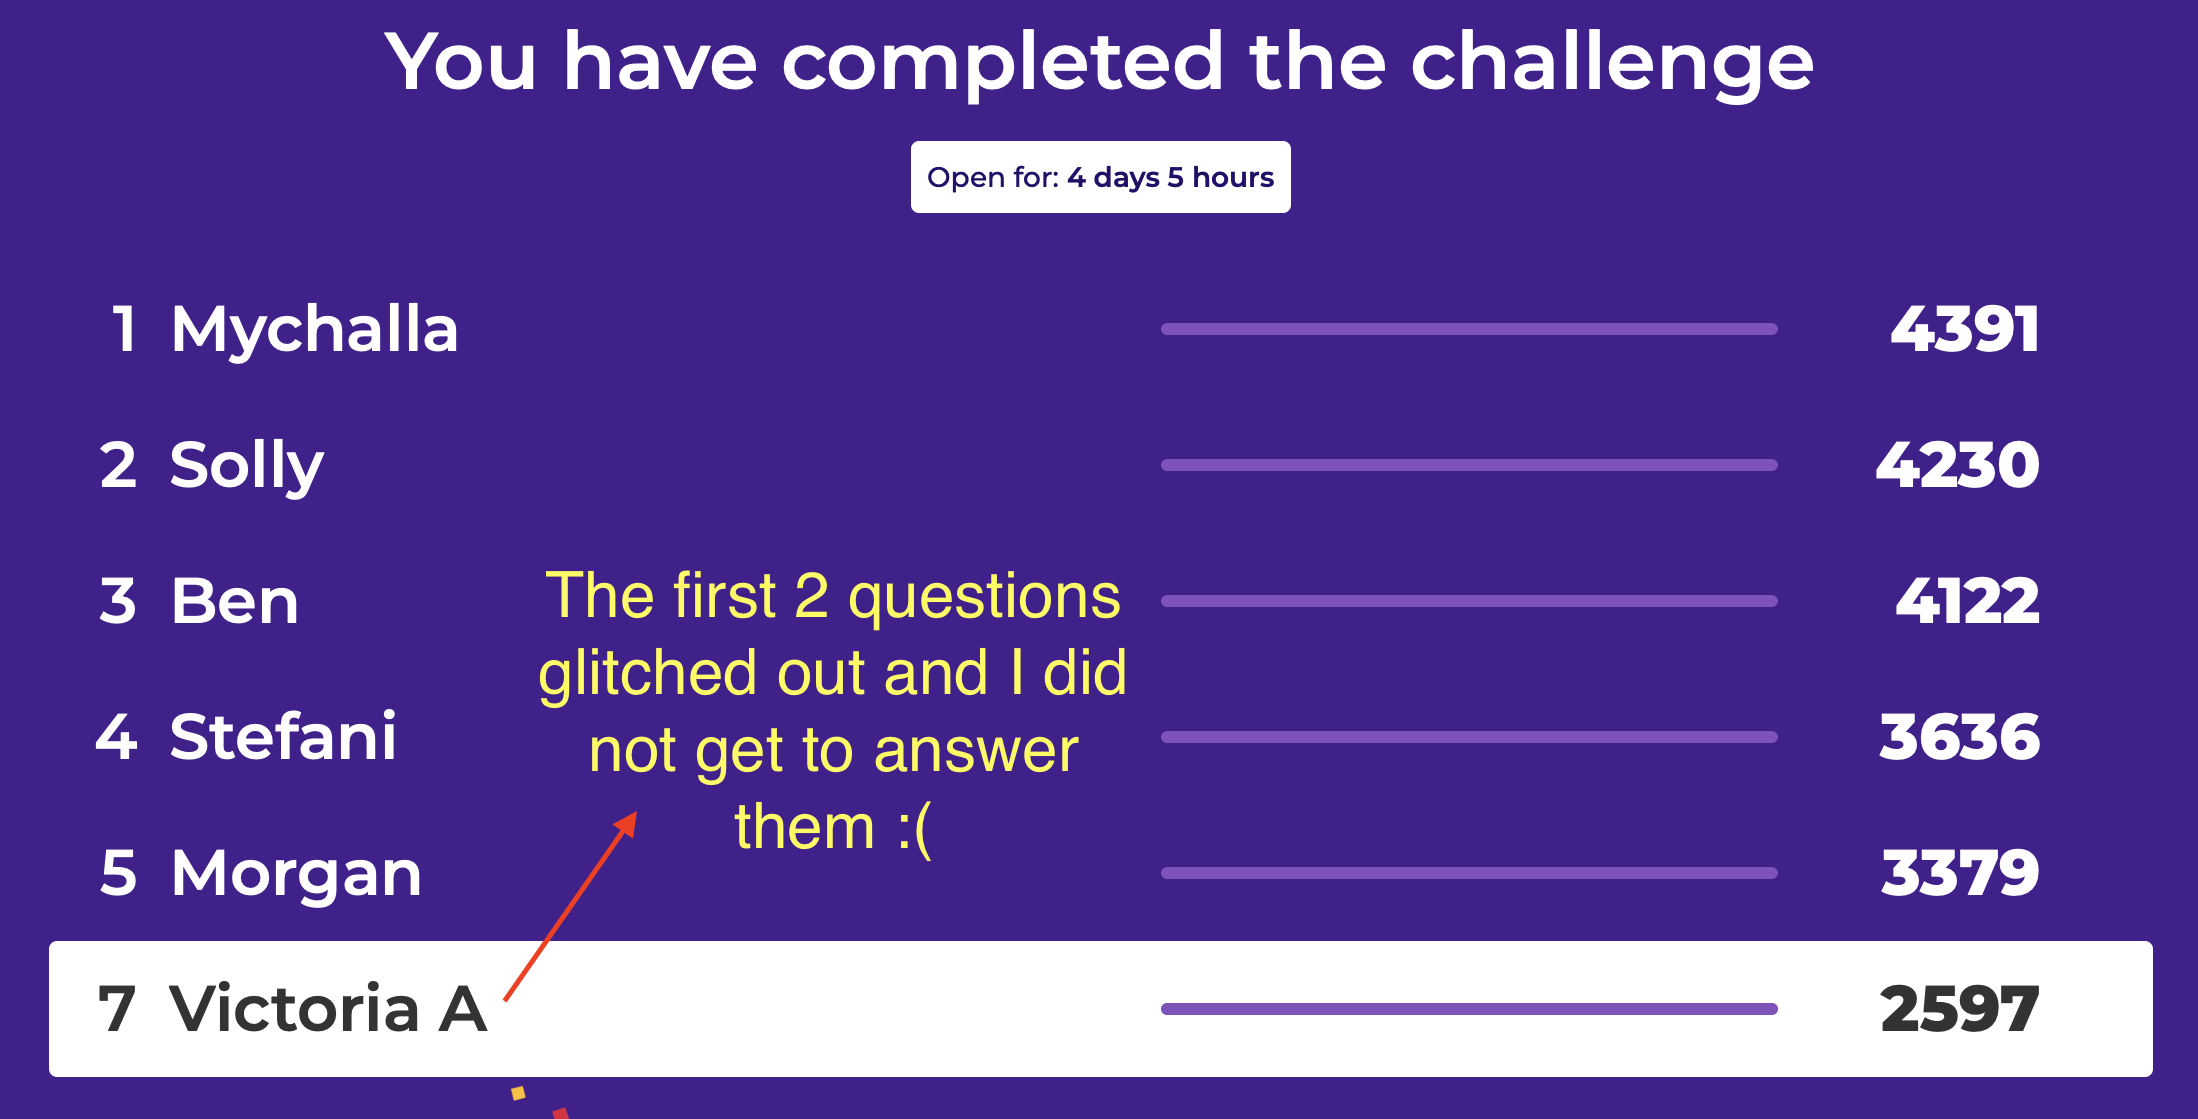 You have completed the challenge
Open for: 4 days 5 hours
1 Mychalla 4391
2 Solly 4230
3 Ben 4122
4 Stefani 3636
5 Morgan 3379
7 Victoria A 2597
The first 2 questions
glitched out and I did
not get to answer
them :(